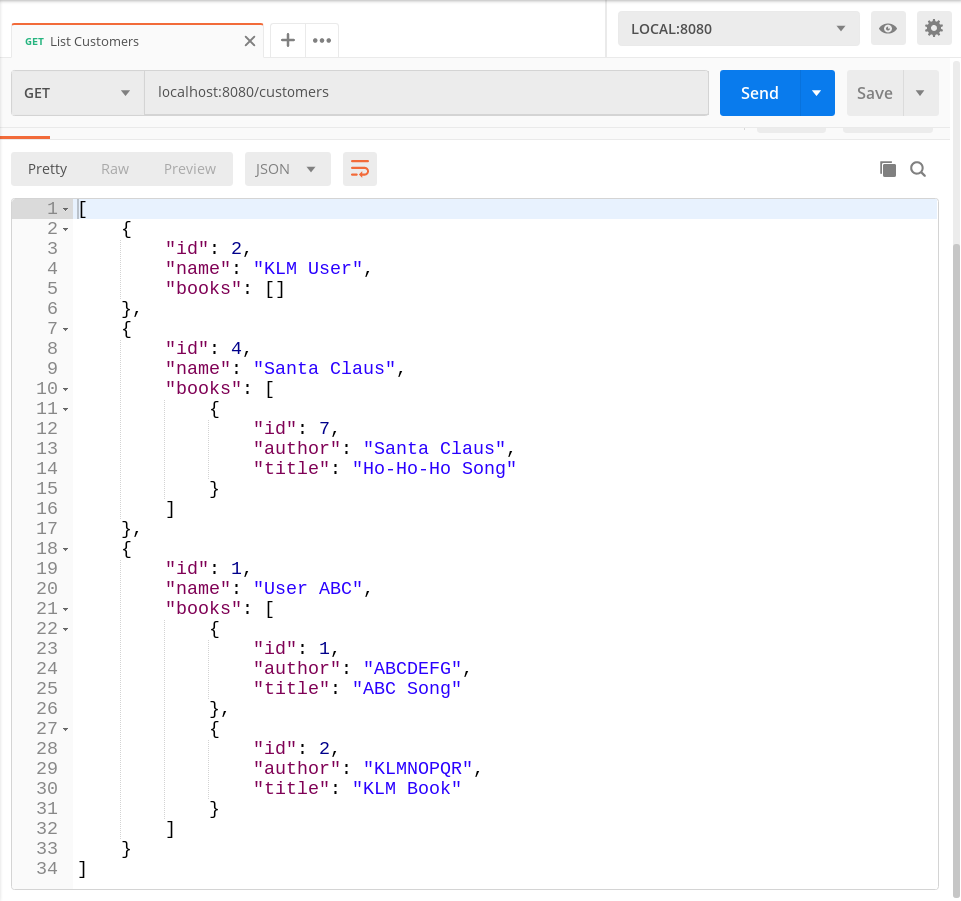 GET List Customers
LOCAL:8080
GET localhost:8080/customers Send Save
Pretty Raw Preview JSON
1 [
2     {
3         "id": 2,
4         "name": "KLM User",
5         "books": []
6     },
7     {
8         "id": 4,
9         "name": "Santa Claus",
10         "books": [
11             {
12                 "id": 7,
13                 "author": "Santa Claus",
14                 "title": "Ho-Ho-Ho Song"
15             }
16         ]
17     },
18     {
19         "id": 1,
20         "name": "User ABC",
21         "books": [
22             {
23                 "id": 1,
24                 "author": "ABCDEFG",
25                 "title": "ABC Song"
26             },
27             {
28                 "id": 2,
29                 "author": "KLMNOPQR",
30                 "title": "KLM Book"
31             }
32         ]
33     }
34 ]